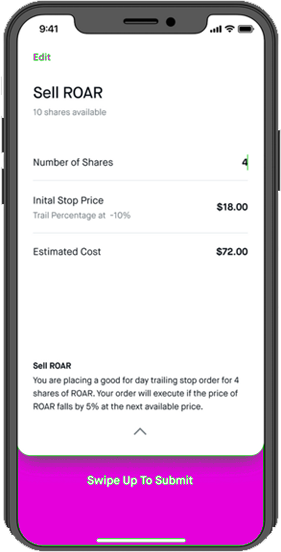 9:41
Edit
Sell ROAR
10 shares available
Number of Shares 4
Inital Stop Price $18.00
Trail Percentage at -10%
Estimated Cost $72.00
Sell ROAR
You are placing a good for day trailing stop order for 4
shares of ROAR. Your order will execute if the price of
ROAR falls by 5% at the next available price.
Swipe Up To Submit